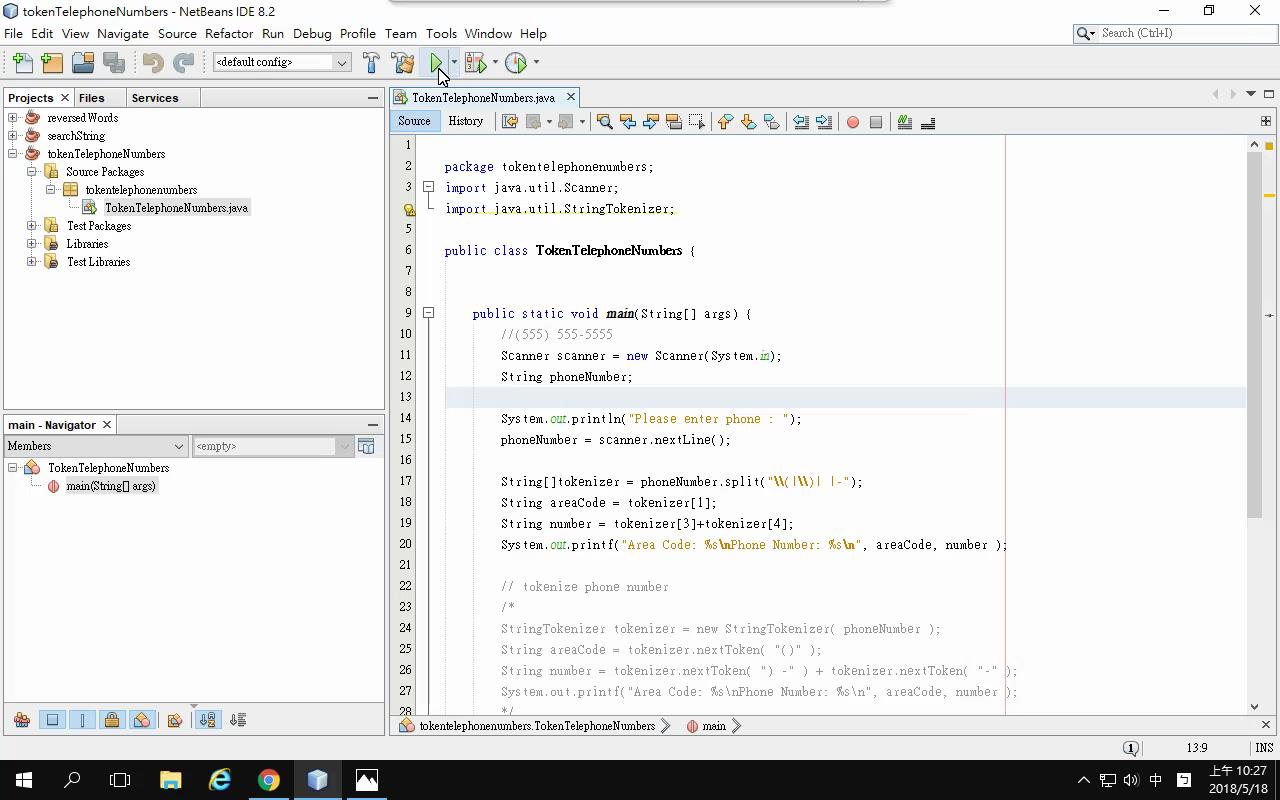 tokenTelephoneNumbers - NetBeans IDE 8.2
File Edit View Navigate Source Refactor Run Debug Profile Team Tools Window Help
Search (Ctrl+I)
<default config>
Projects Files Services
reversedWords
searchString
tokenTelephoneNumbers
Source Packages
tokentelephonenumbers
TokenTelephoneNumbers.java
Test Packages
Libraries
Test Libraries
main - Navigator
Members <empty>
TokenTelephoneNumbers
main(String[] args)
TokenTelephoneNumbers.java
Source History
1
2 package tokentelephonenumbers;
3 import java.util.Scanner;
import java.util.StringTokenizer;
5
6 public class TokenTelephoneNumbers {
7
8
9 public static void main(String[] args) {
10 //(555) 555-5555
11 Scanner scanner = new Scanner(System.in);
12 String phoneNumber;
13
14 System.out.println("Please enter phone : ");
15 phoneNumber = scanner.nextLine();
16
17 String[]tokenizer = phoneNumber.split("\\(|\\)| |-");
18 String areaCode = tokenizer[1];
19 String number = tokenizer[3]+tokenizer[4];
20 System.out.printf("Area Code: %s\nPhone Number: %s\n", areaCode, number );
21
22 // tokenize phone number
23 /*
24 StringTokenizer tokenizer = new StringTokenizer( phoneNumber );
25 String areaCode = tokenizer.nextToken( "()" );
26 String number = tokenizer.nextToken( ") -" ) + tokenizer.nextToken( "-" );
27 System.out.printf("Area Code: %s\nPhone Number: %s\n", areaCode, number );
28 */
tokentelephonenumbers.TokenTelephoneNumbers main
1 13:9 INS
中
上午 10:27
2018/5/18